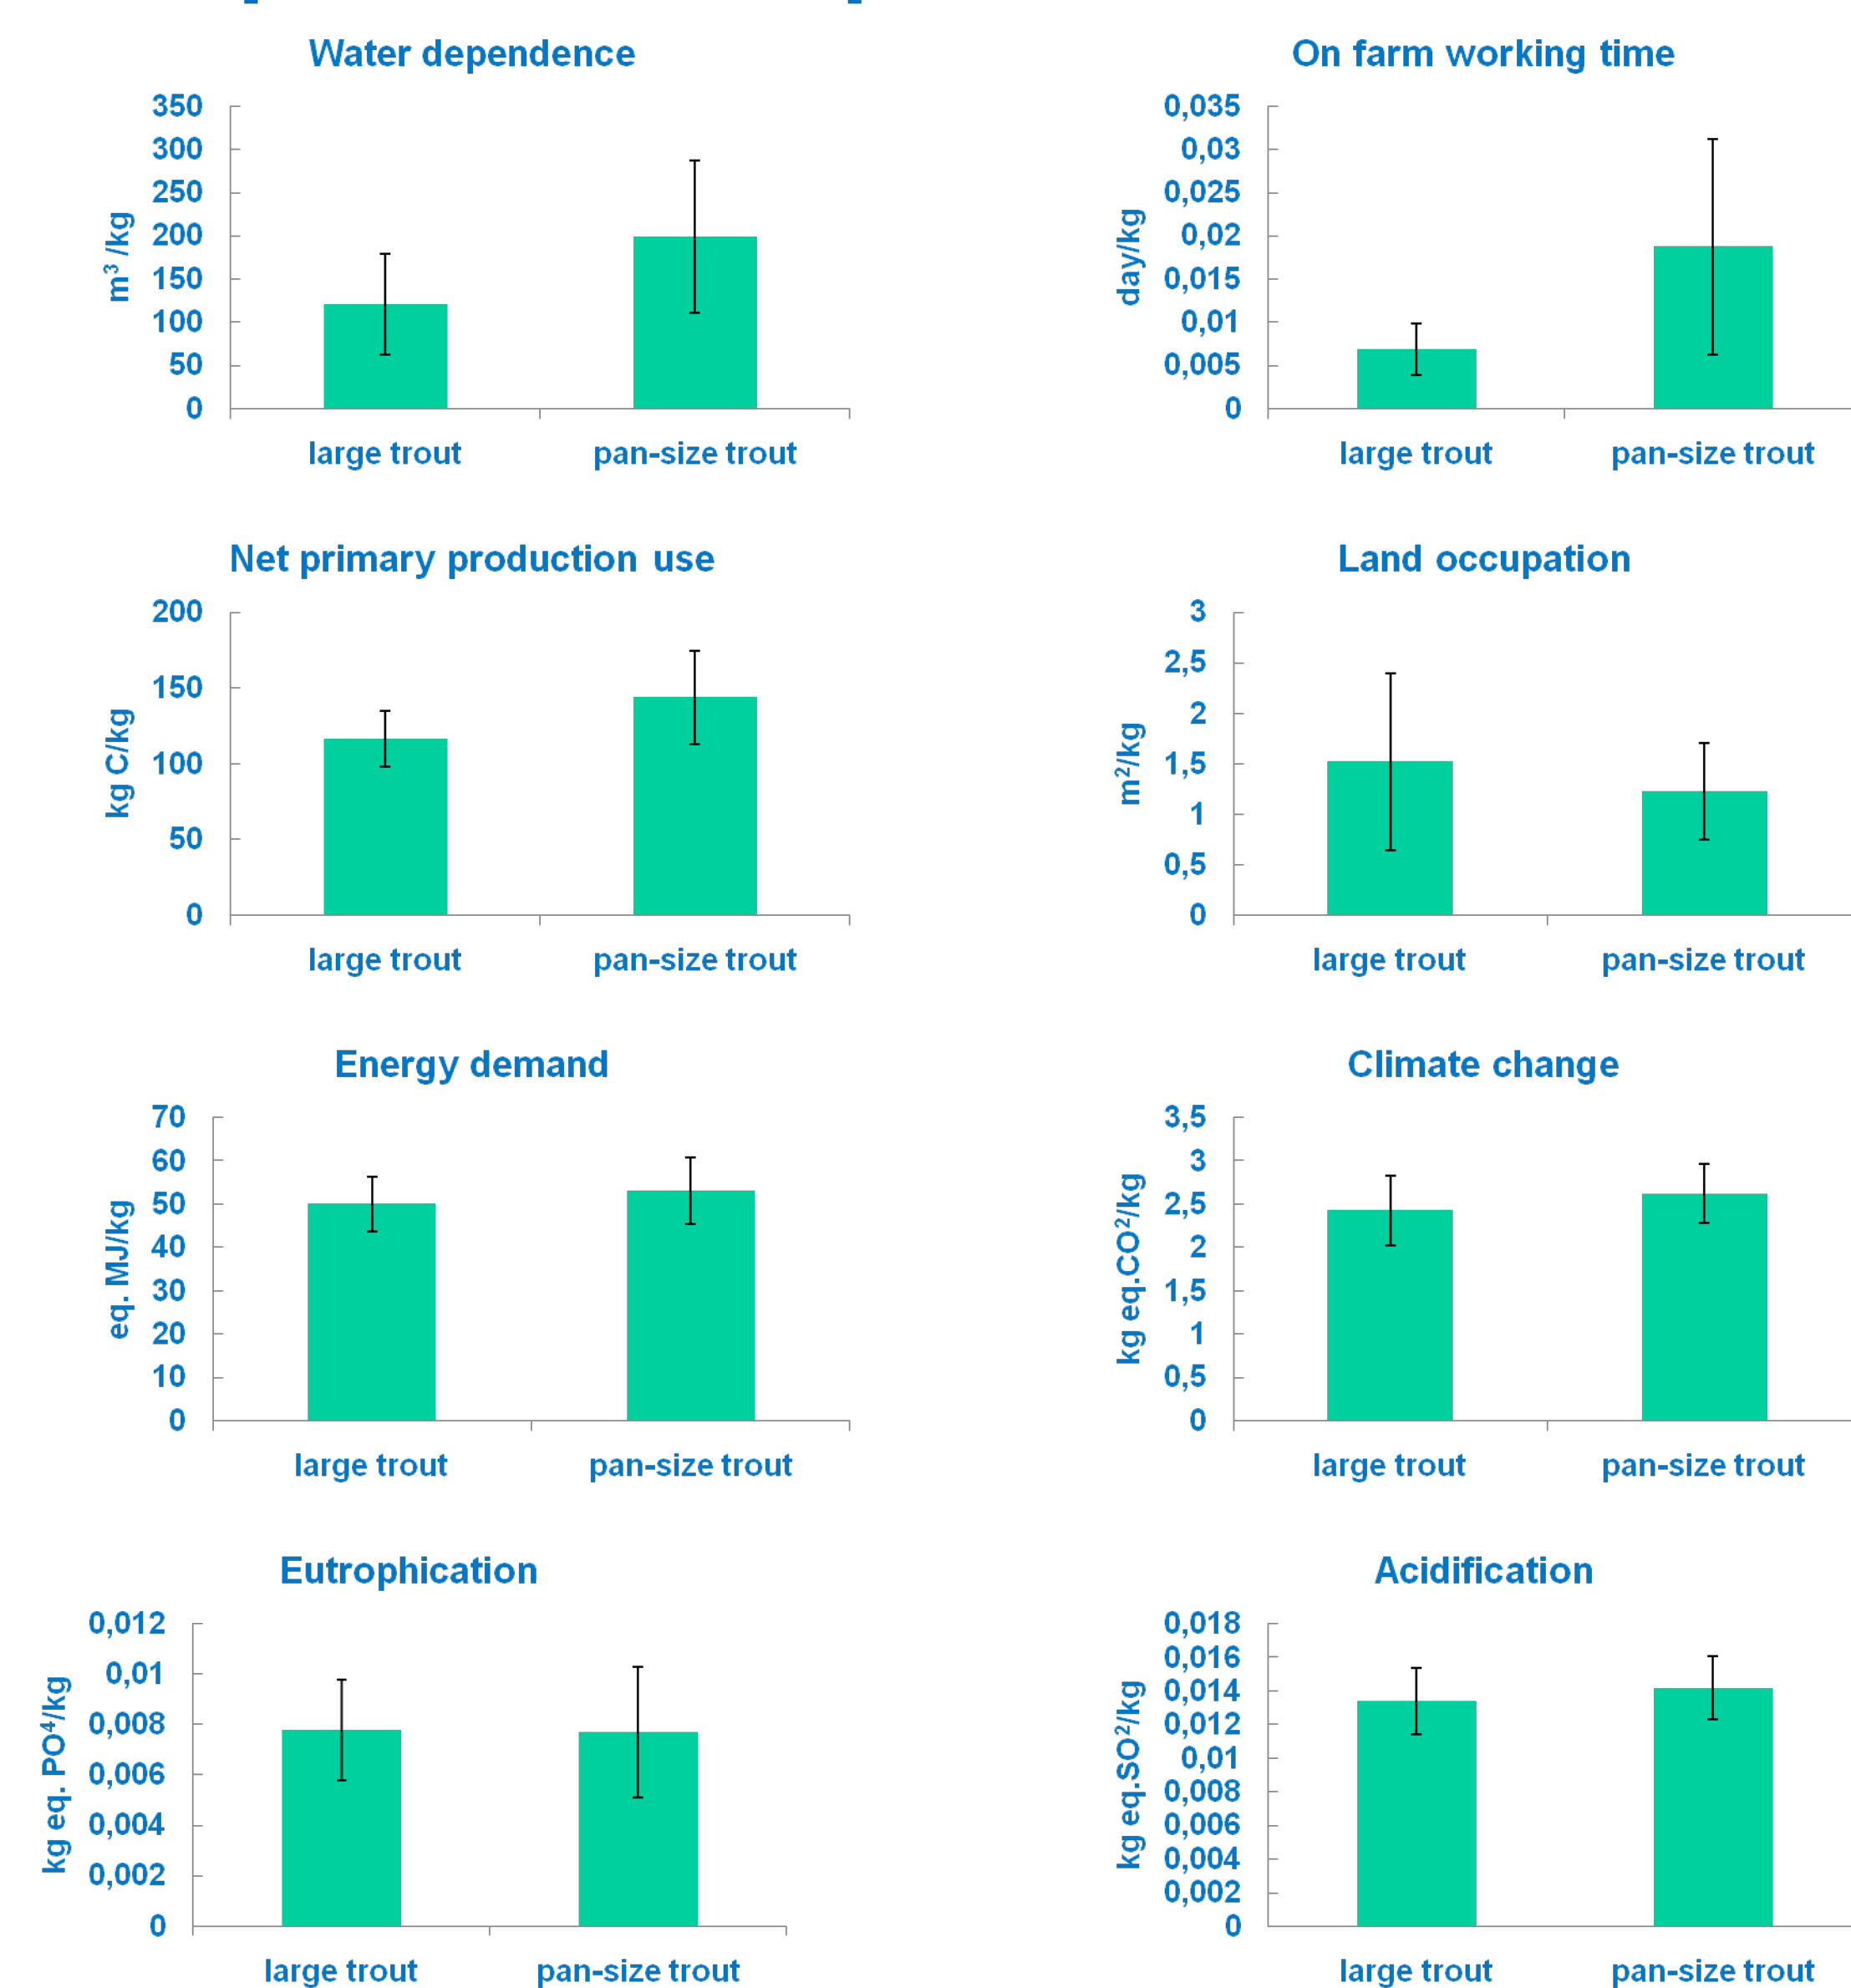 Water dependence
m³ /kg
350
300
250
200
150
100
50
0
large trout pan-size trout
On farm working time
day/kg
0,035
0,03
0,025
0,02
0,015
0,01
0,005
0
large trout pan-size trout
Net primary production use
kg C/kg
200
150
100
50
0
large trout pan-size trout
Land occupation
m²/kg
3
2,5
2
1,5
1
0,5
0
large trout pan-size trout
Energy demand
eq. MJ/kg
70
60
50
40
30
20
10
0
large trout pan-size trout
Climate change
kg eq.CO²/kg
3,5
3
2,5
2
1,5
1
0,5
0
large trout pan-size trout
Eutrophication
kg eq. PO⁴/kg
0,012
0,01
0,008
0,006
0,004
0,002
0
large trout pan-size trout
Acidification
kg eq.SO²/kg
0,018
0,016
0,014
0,012
0,01
0,008
0,006
0,004
0,002
0
large trout pan-size trout